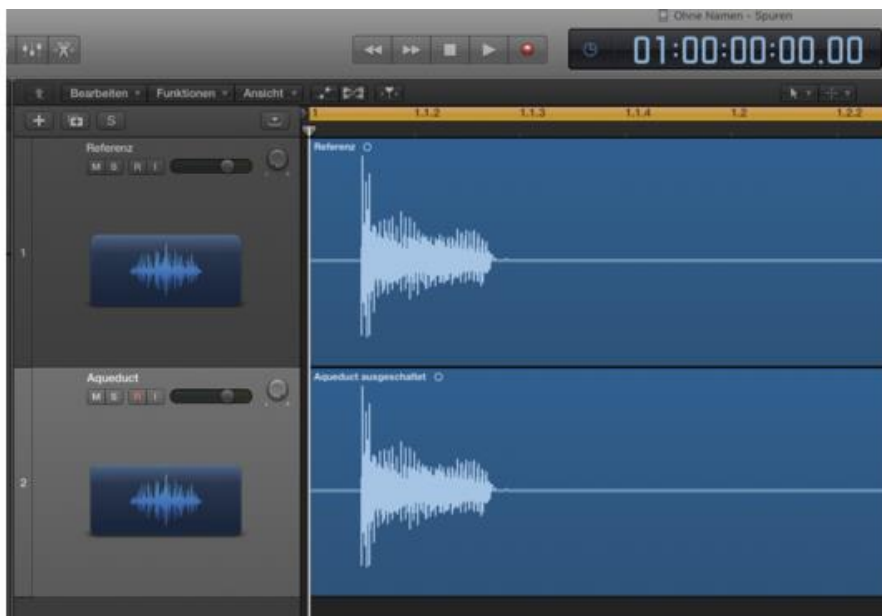 Ohne Namen - Spuren
01:00:00:00.00
Bearbeiten Funktionen Ansicht
S
1 1.1.2 1.1.3 1.1.4 1.2 1.2.2
Referenz
M S R I
Referenz
1
Aqueduct
M S R I
Aqueduct ausgeschaltet
2